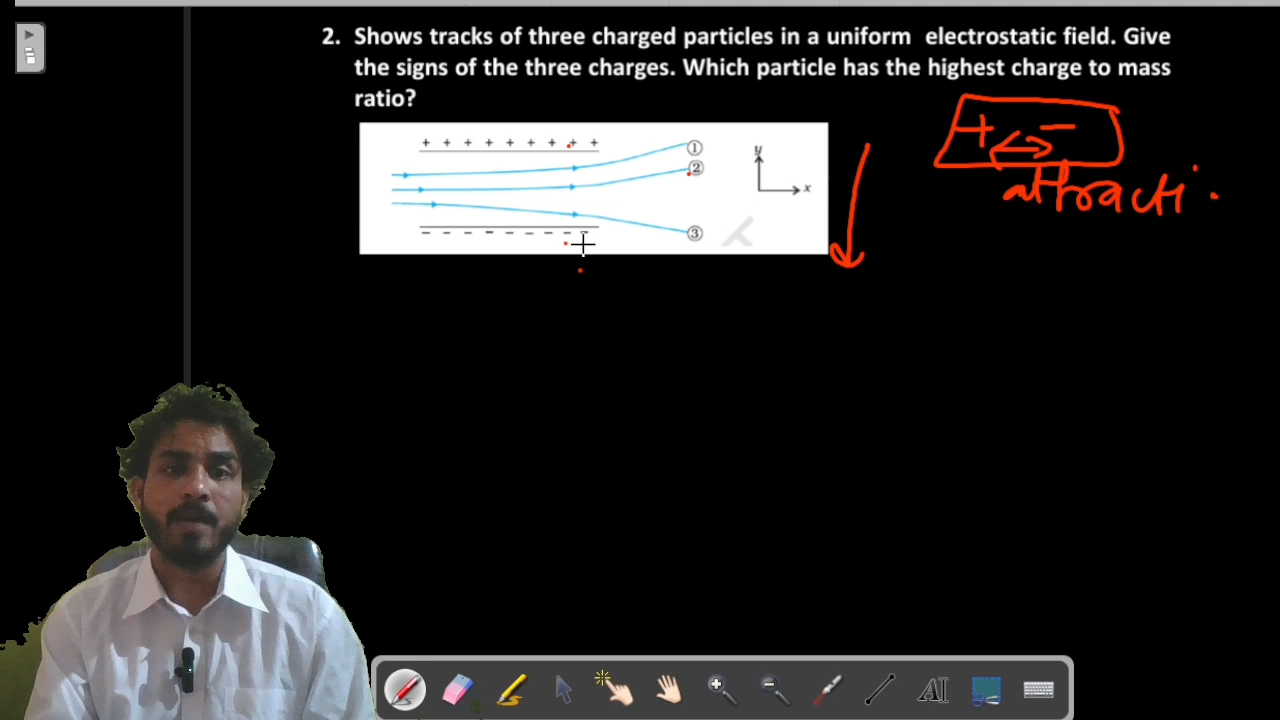 2. Shows tracks of three charged particles in a uniform electrostatic field. Give
the signs of the three charges. Which particle has the highest charge to mass
ratio?
+ + + + + + + + +
①
②
③
- - - - - - - - -
y
x
+ -
attracti.
AI